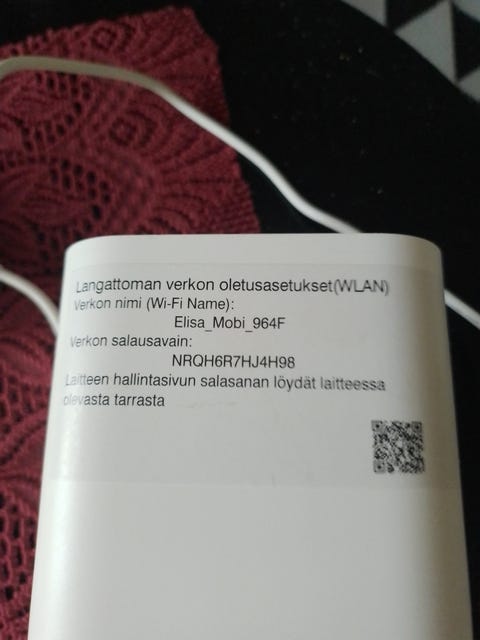 Langattoman verkon oletusasetukset(WLAN)
Verkon nimi (Wi-Fi Name):
Elisa_Mobi_964F
Verkon salausavain:
NRQH6R7HJ4H98
Laitteen hallintasivun salasanan löydät laitteessa
olevasta tarrasta